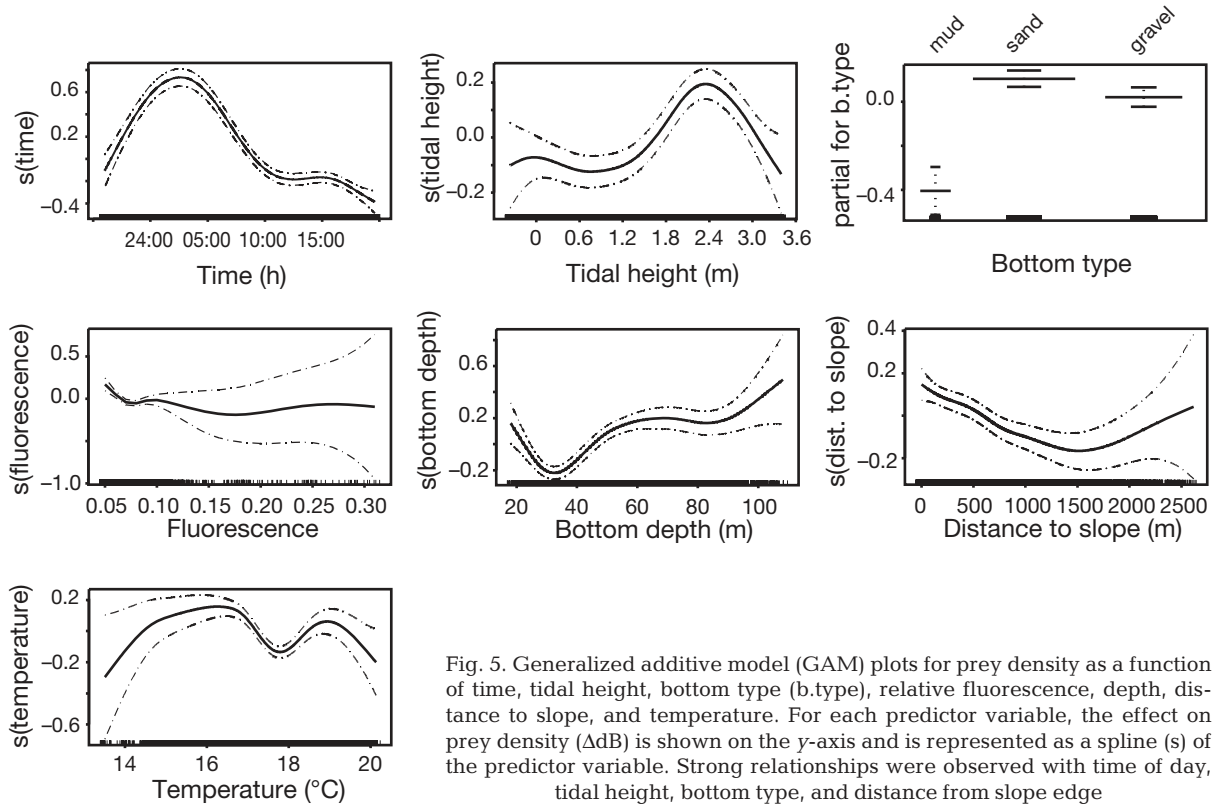 mud
sand
gravel
s(time)
0.6
0.2
−0.4
24:00 05:00 10:00 15:00
Time (h)
s(tidal height)
0.2
0.0
−0.2
0 0.6 1.2 1.8 2.4 3.0 3.6
Tidal height (m)
partial for b.type
0.0
−0.4
Bottom type
s(fluorescence)
0.5
0.0
−1.0
0.05 0.10 0.15 0.20 0.25 0.30
Fluorescence
s(bottom depth)
0.6
0.2
−0.2
20 40 60 80 100
Bottom depth (m)
s(dist. to slope)
0.4
0.2
−0.2
0 500 1000 1500 2000 2500
Distance to slope (m)
s(temperature)
0.2
−0.2
−0.6
14 16 18 20
Temperature (°C)
Fig. 5. Generalized additive model (GAM) plots for prey density as a function
of time, tidal height, bottom type (b.type), relative fluorescence, depth, dis-
tance to slope, and temperature. For each predictor variable, the effect on
prey density (ΔdB) is shown on the y-axis and is represented as a spline (s) of
the predictor variable. Strong relationships were observed with time of day,
tidal height, bottom type, and distance from slope edge